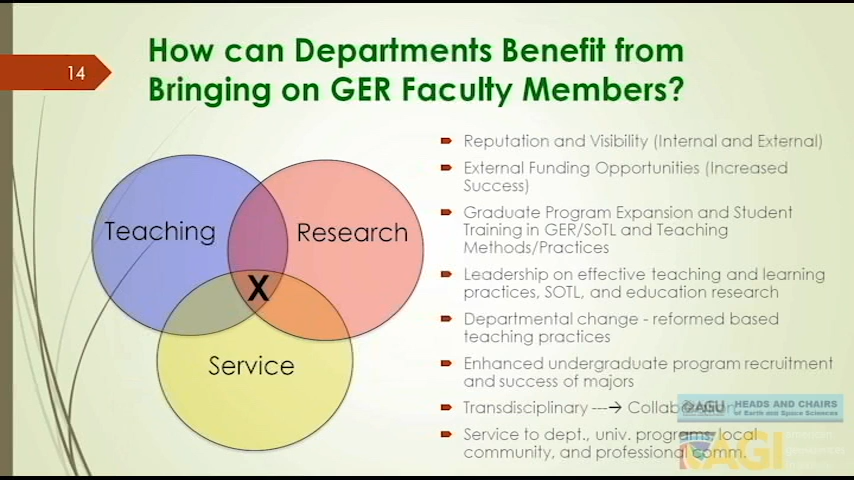 14
How can Departments Benefit from
Bringing on GER Faculty Members?
Teaching
Research
X
Service
Reputation and Visibility (Internal and External)
External Funding Opportunities (Increased
Success)
Graduate Program Expansion and Student
Training in GER/SoTL and Teaching
Methods/Practices
Leadership on effective teaching and learning
practices, SOTL, and education research
Departmental change - reformed based
teaching practices
Enhanced undergraduate program recruitment
and success of majors
Transdisciplinary ---→ Collaboration
Service to dept., univ. programs, local
community, and professional comm.
AGU HEADS AND CHAIRS
of Earth and Space Sciences
AGI